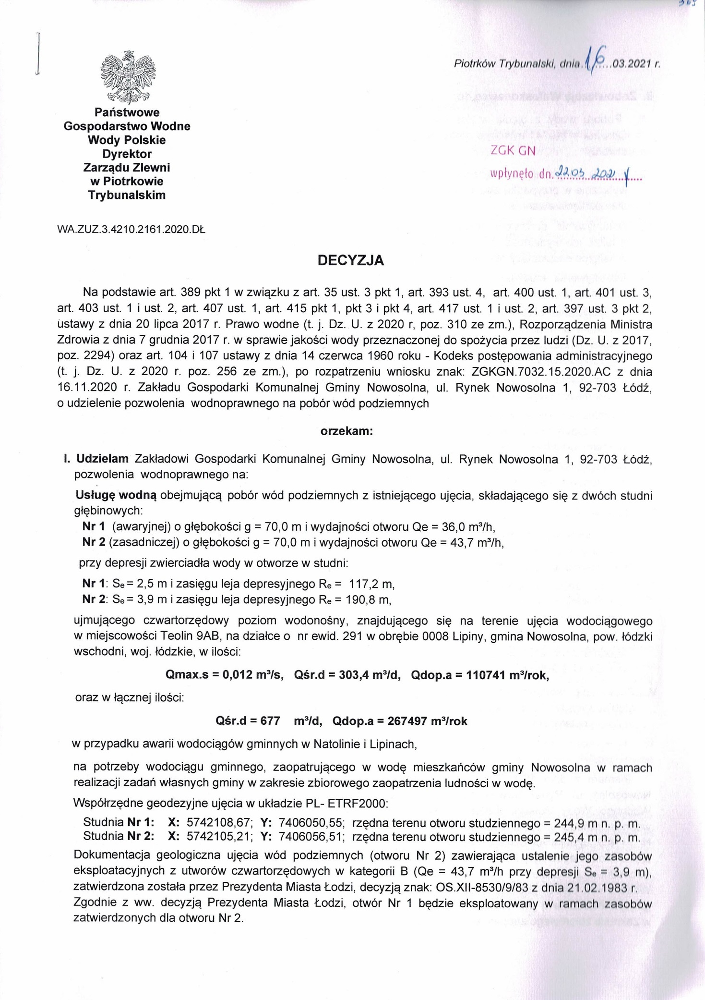 Piotrków Trybunalski, dnia 16.03.2021 r.
Państwowe
Gospodarstwo Wodne
Wody Polskie
Dyrektor
Zarządu Zlewni
w Piotrkowie
Trybunalskim
ZGK GN
wpłynęło dn. 22.03 2021
WA.ZUZ.3.4210.2161.2020.DŁ
DECYZJA
Na podstawie art. 389 pkt 1 w związku z art. 35 ust. 3 pkt 1, art. 393 ust. 4, art. 400 ust. 1, art. 401 ust. 3,
art. 403 ust. 1 i ust. 2, art. 407 ust. 1, art. 415 pkt 1, pkt 3 i pkt 4, art. 417 ust. 1 i ust. 2, art. 397 ust. 3 pkt 2,
ustawy z dnia 20 lipca 2017 r. Prawo wodne (t. j. Dz. U. z 2020 r, poz. 310 ze zm.), Rozporządzenia Ministra
Zdrowia z dnia 7 grudnia 2017 r. w sprawie jakości wody przeznaczonej do spożycia przez ludzi (Dz. U. z 2017,
poz. 2294) oraz art. 104 i 107 ustawy z dnia 14 czerwca 1960 roku - Kodeks postępowania administracyjnego
(t. j. Dz. U. z 2020 r. poz. 256 ze zm.), po rozpatrzeniu wniosku znak: ZGKGN.7032.15.2020.AC z dnia
16.11.2020 r. Zakładu Gospodarki Komunalnej Gminy Nowosolna, ul. Rynek Nowosolna 1, 92-703 Łódź,
o udzielenie pozwolenia wodnoprawnego na pobór wód podziemnych
orzekam:
I. Udzielam Zakładowi Gospodarki Komunalnej Gminy Nowosolna, ul. Rynek Nowosolna 1, 92-703 Łódź,
pozwolenia wodnoprawnego na:
Usługę wodną obejmującą pobór wód podziemnych z istniejącego ujęcia, składającego się z dwóch studni
głębinowych:
Nr 1 (awaryjnej) o głębokości g = 70,0 m i wydajności otworu Qe = 36,0 m³/h,
Nr 2 (zasadniczej) o głębokości g = 70,0 m i wydajności otworu Qe = 43,7 m³/h,
przy depresji zwierciadła wody w otworze w studni:
Nr 1: Se = 2,5 m i zasięgu leja depresyjnego Re = 117,2 m,
Nr 2: Se = 3,9 m i zasięgu leja depresyjnego Re = 190,8 m,
ujmującego czwartorzędowy poziom wodonośny, znajdującego się na terenie ujęcia wodociągowego
w miejscowości Teolin 9AB, na działce o nr ewid. 291 w obrębie 0008 Lipiny, gmina Nowosolna, pow. łódzki
wschodni, woj. łódzkie, w ilości:
Qmax.s = 0,012 m³/s, Qśr.d = 303,4 m³/d, Qdop.a = 110741 m³/rok,
oraz w łącznej ilości:
Qśr.d = 677 m³/d, Qdop.a = 267497 m³/rok
w przypadku awarii wodociągów gminnych w Natolinie i Lipinach,
na potrzeby wodociągu gminnego, zaopatrującego w wodę mieszkańców gminy Nowosolna w ramach
realizacji zadań własnych gminy w zakresie zbiorowego zaopatrzenia ludności w wodę.
Współrzędne geodezyjne ujęcia w układzie PL- ETRF2000:
Studnia Nr 1: X: 5742108,67; Y: 7406050,55; rzędna terenu otworu studziennego = 244,9 m n. p. m.
Studnia Nr 2: X: 5742105,21; Y: 7406056,51; rzędna terenu otworu studziennego = 245,4 m n. p. m.
Dokumentacja geologiczna ujęcia wód podziemnych (otworu Nr 2) zawierająca ustalenie jego zasobów
eksploatacyjnych z utworów czwartorzędowych w kategorii B (Qe = 43,7 m³/h przy depresji Se = 3,9 m),
zatwierdzona została przez Prezydenta Miasta Łodzi, decyzją znak: OS.XII-8530/9/83 z dnia 21.02.1983 r.
Zgodnie z ww. decyzją Prezydenta Miasta Łodzi, otwór Nr 1 będzie eksploatowany w ramach zasobów
zatwierdzonych dla otworu Nr 2.